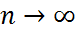 n → ∞